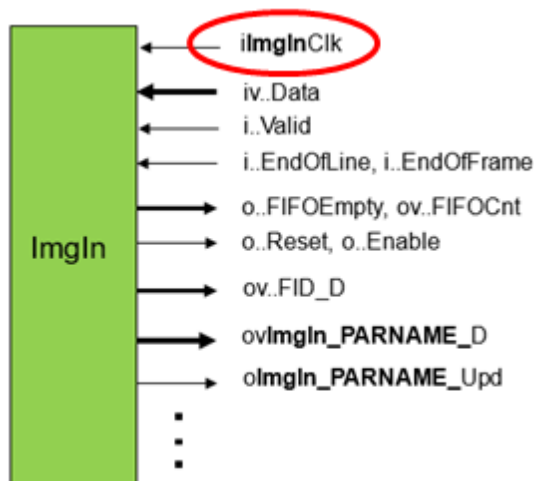 iImgInClk
iv..Data
i..Valid
i..EndOfLine, i..EndOfFrame
o..FIFOEmpty, ov..FIFOCnt
ImgIn
o..Reset, o..Enable
ov..FID_D
ovImgIn_PARNAME_D
oImgIn_PARNAME_Upd